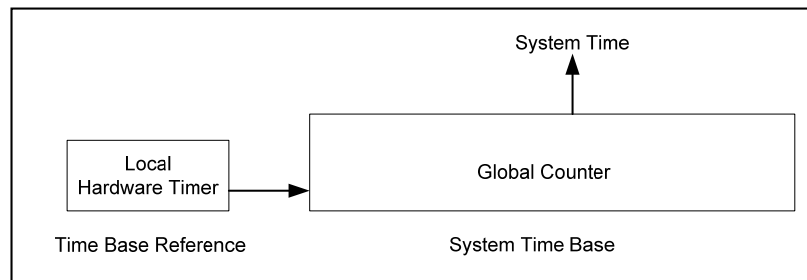 System Time
Local
Hardware Timer
Global Counter
Time Base Reference
System Time Base